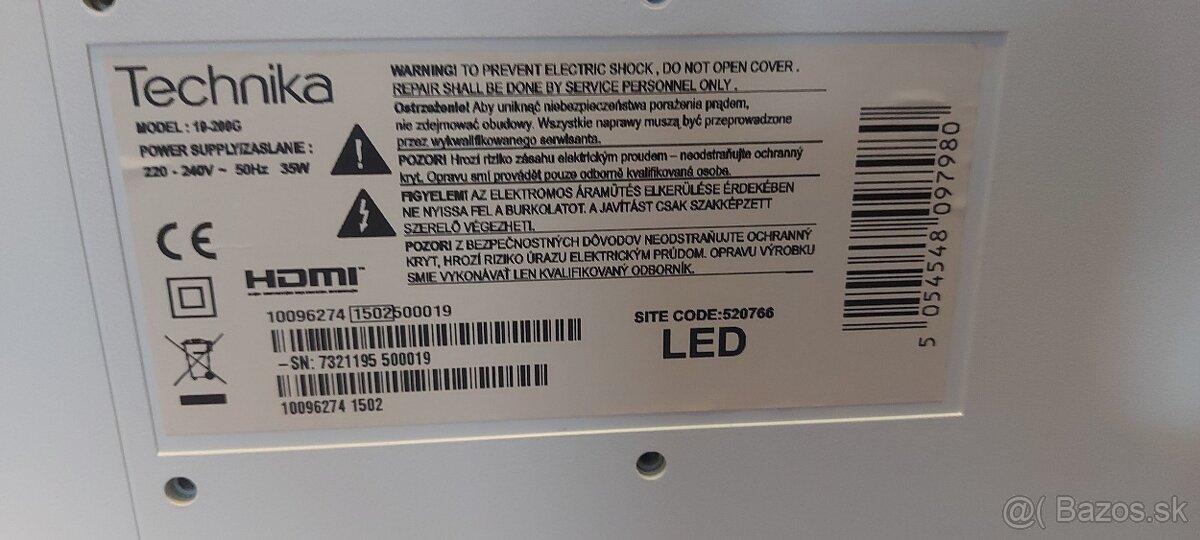 Technika
MODEL : 19-209G
POWER SUPPLY/ZASLANIE :
220 - 240V ~ 50Hz 35W
WARNING! TO PREVENT ELECTRIC SHOCK, DO NOT OPEN COVER.
REPAIR SHALL BE DONE BY SERVICE PERSONNEL ONLY.
Ostrzeżenie! Aby uniknąć niebezpieczeństwa porażenia prądem,
nie zdejmować obudowy. Wszystkie naprawy muszą być przeprowadzone
przez wykwalifikowanego serwisanta.
POZOR! Hrozí riziko zásahu elektrickým proudem – neodstraňujte ochranný
kryt. Opravu smí provádět pouze odborně kvalifikovaná osoba.
FIGYELEM! AZ ELEKTROMOS ÁRAMÜTÉS ELKERÜLÉSE ÉRDEKÉBEN
NE NYISSA FEL A BURKOLATOT. A JAVÍTÁST CSAK SZAKKÉPZETT
SZERELŐ VÉGEZHETI.
POZOR! Z BEZPEČNOSTNÝCH DÔVODOV NEODSTRAŇUJTE OCHRANNÝ
KRYT, HROZÍ RIZIKO ÚRAZU ELEKTRICKÝM PRÚDOM. OPRAVU VÝROBKU
SMIE VYKONÁVAŤ LEN KVALIFIKOVANÝ ODBORNÍK.
CE
HDMI
10096274 1502500019
-SN: 7321195 500019
10096274 1502
SITE CODE:520766
LED
5 054548 097980
@( Bazos.sk